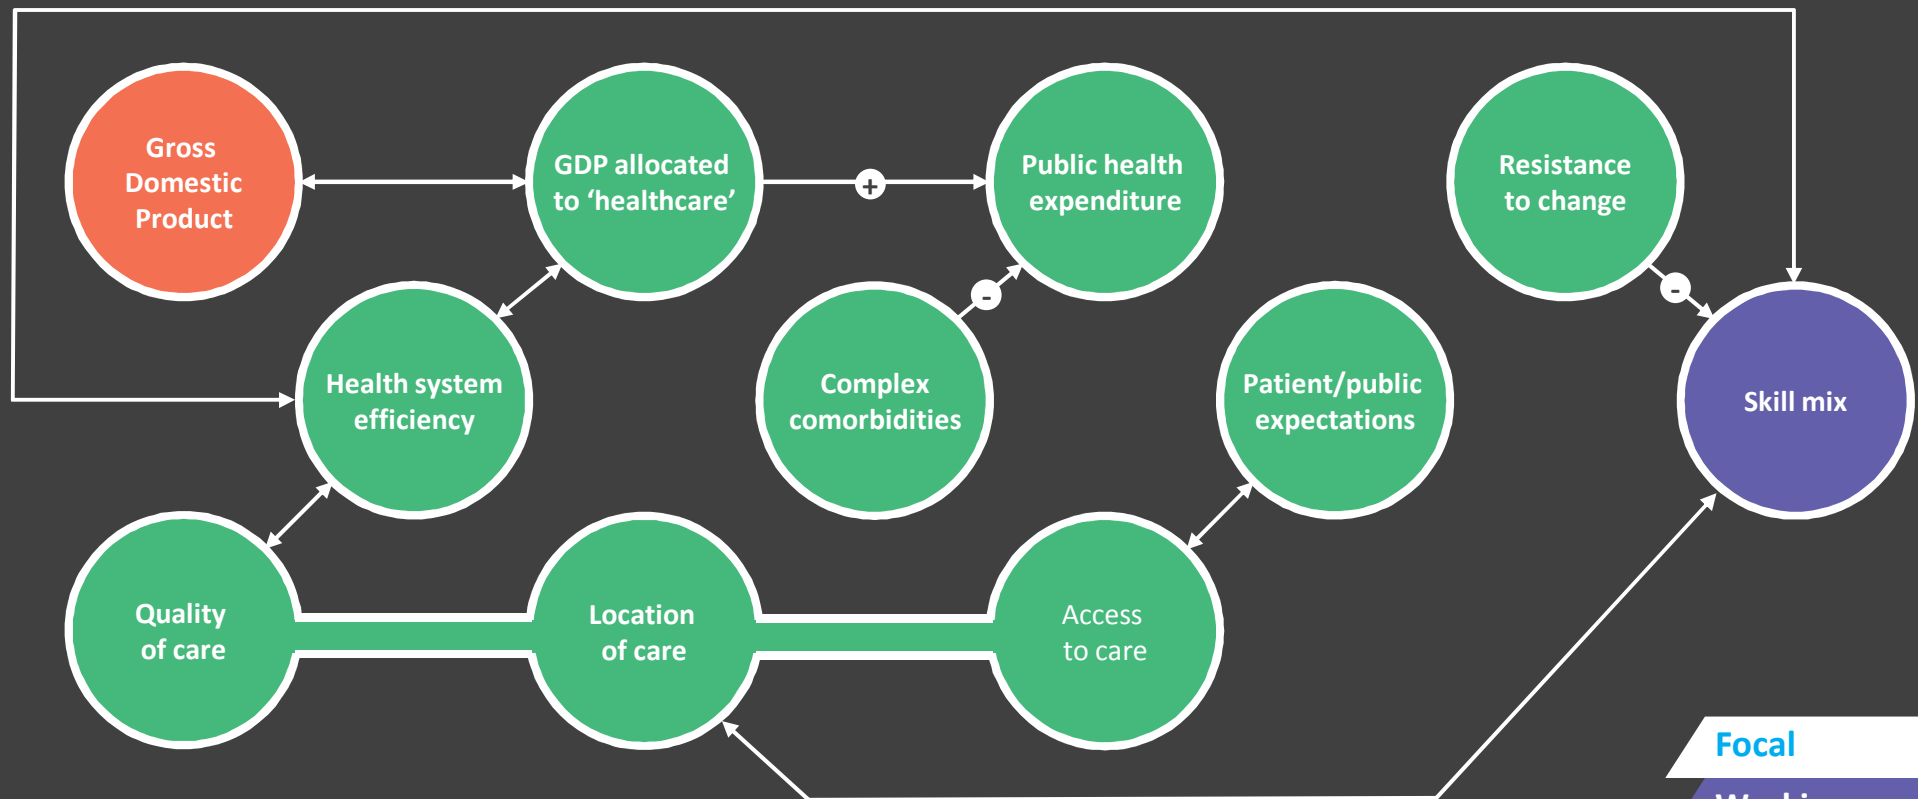 Gross
Domestic
Product
GDP allocated
to ‘healthcare’
+
Public health
expenditure
Resistance
to change
-
-
Health system
efficiency
Complex
comorbidities
Patient/public
expectations
Skill mix
Quality
of care
Location
of care
Access
to care
Focal